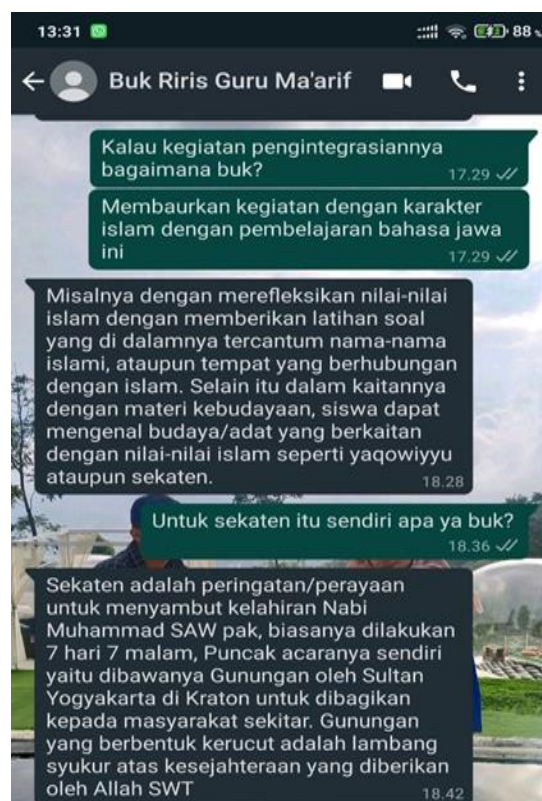 13:31 88
Buk Riris Guru Ma'arif
Kalau kegiatan pengintegrasiannya
bagaimana buk?
17.29
Membaurkan kegiatan dengan karakter
islam dengan pembelajaran bahasa jawa
ini
17.29
Misalnya dengan merefleksikan nilai-nilai
islam dengan memberikan latihan soal
yang di dalamnya tercantum nama-nama
islami, ataupun tempat yang berhubungan
dengan islam. Selain itu dalam kaitannya
dengan materi kebudayaan, siswa dapat
mengenal budaya/adat yang berkaitan
dengan nilai-nilai islam seperti yaqowiyyu
ataupun sekaten.
18.28
Untuk sekaten itu sendiri apa ya buk?
18.36
Sekaten adalah peringatan/perayaan
untuk menyambut kelahiran Nabi
Muhammad SAW pak, biasanya dilakukan
7 hari 7 malam, Puncak acaranya sendiri
yaitu dibawanya Gunungan oleh Sultan
Yogyakarta di Kraton untuk dibagikan
kepada masyarakat sekitar. Gunungan
yang berbentuk kerucut adalah lambang
syukur atas kesejahteraan yang diberikan
oleh Allah SWT
18.42